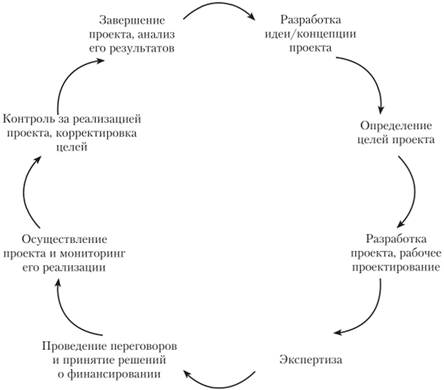 Завершение
проекта, анализ
его результатов
Разработка
идеи/концепции
проекта
Определение
целей проекта
Разработка
проекта, рабочее
проектирование
Экспертиза
Проведение переговоров
и принятие решений
о финансировании
Осуществление
проекта и мониторинг
его реализации
Контроль за реализацией
проекта, корректировка
целей